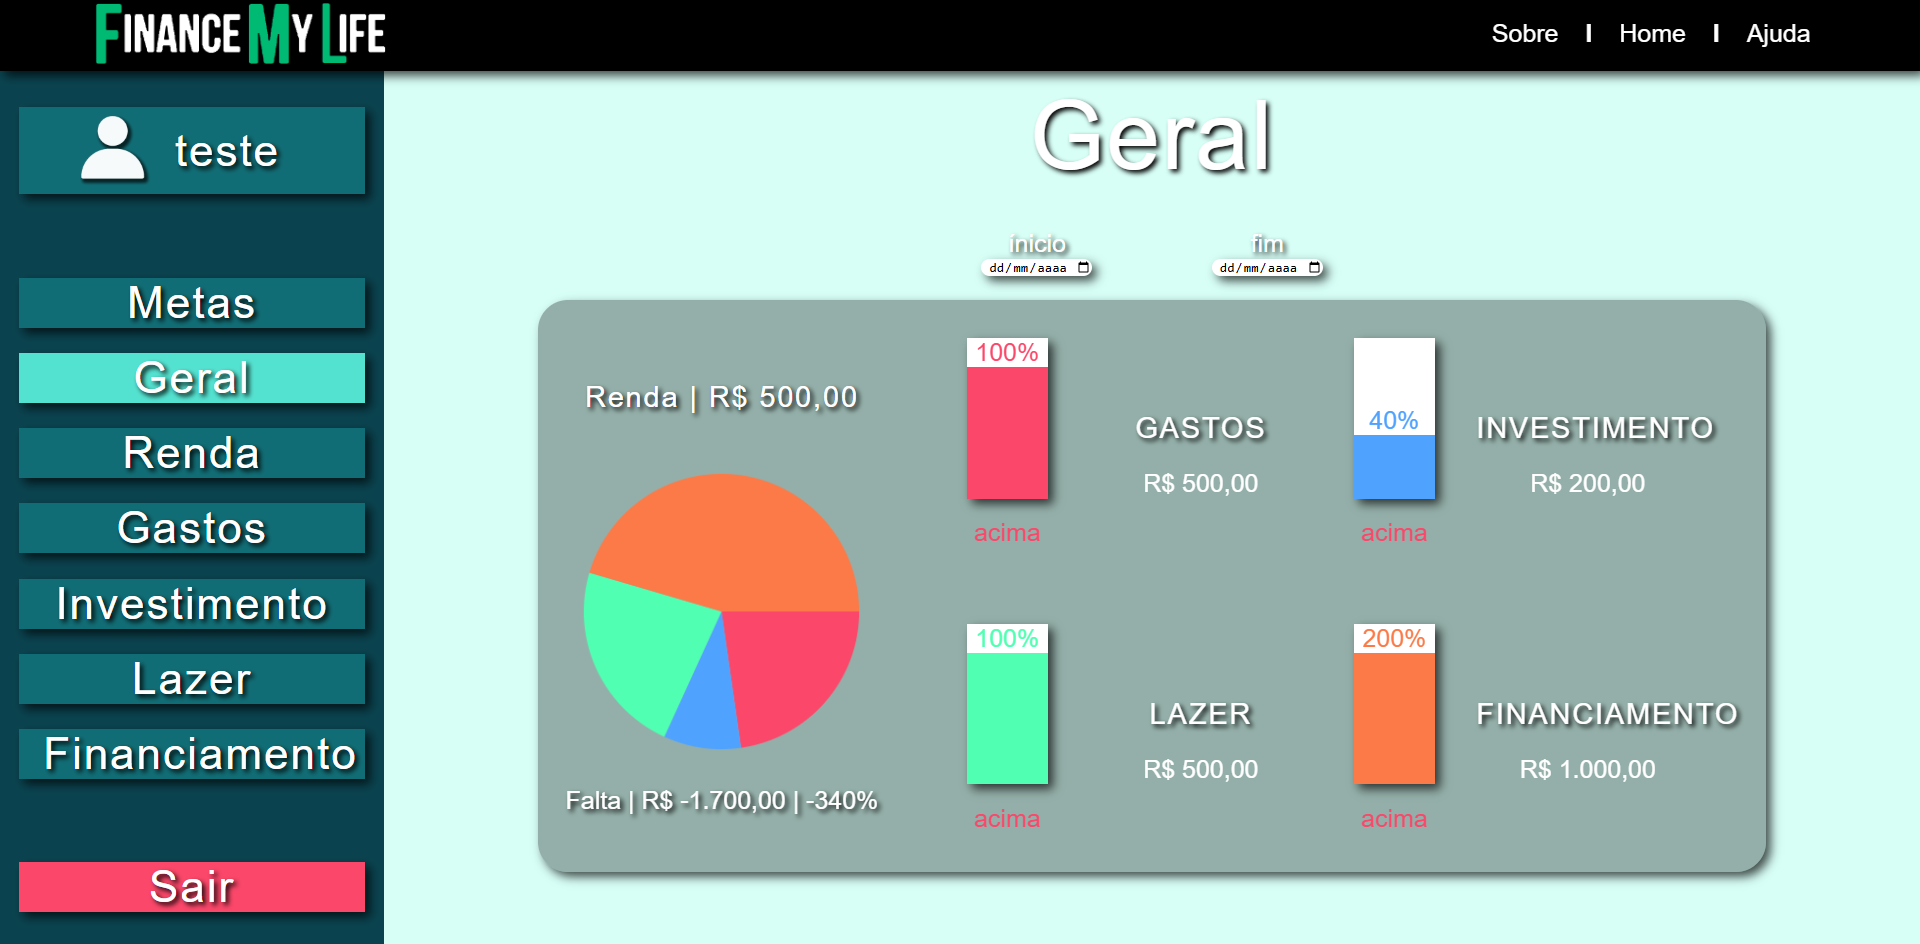 FINANCE MY LIFE
Sobre | Home | Ajuda
teste
Metas
Geral
Renda
Gastos
Investimento
Lazer
Financiamento
Sair
Geral
inicio
fim
dd/mm/aaaa
dd/mm/aaaa
Renda | R$ 500,00
Falta | R$ -1.700,00 | -340%
100%
GASTOS
R$ 500,00
acima
40%
INVESTIMENTO
R$ 200,00
acima
100%
LAZER
R$ 500,00
acima
200%
FINANCIAMENTO
R$ 1.000,00
acima